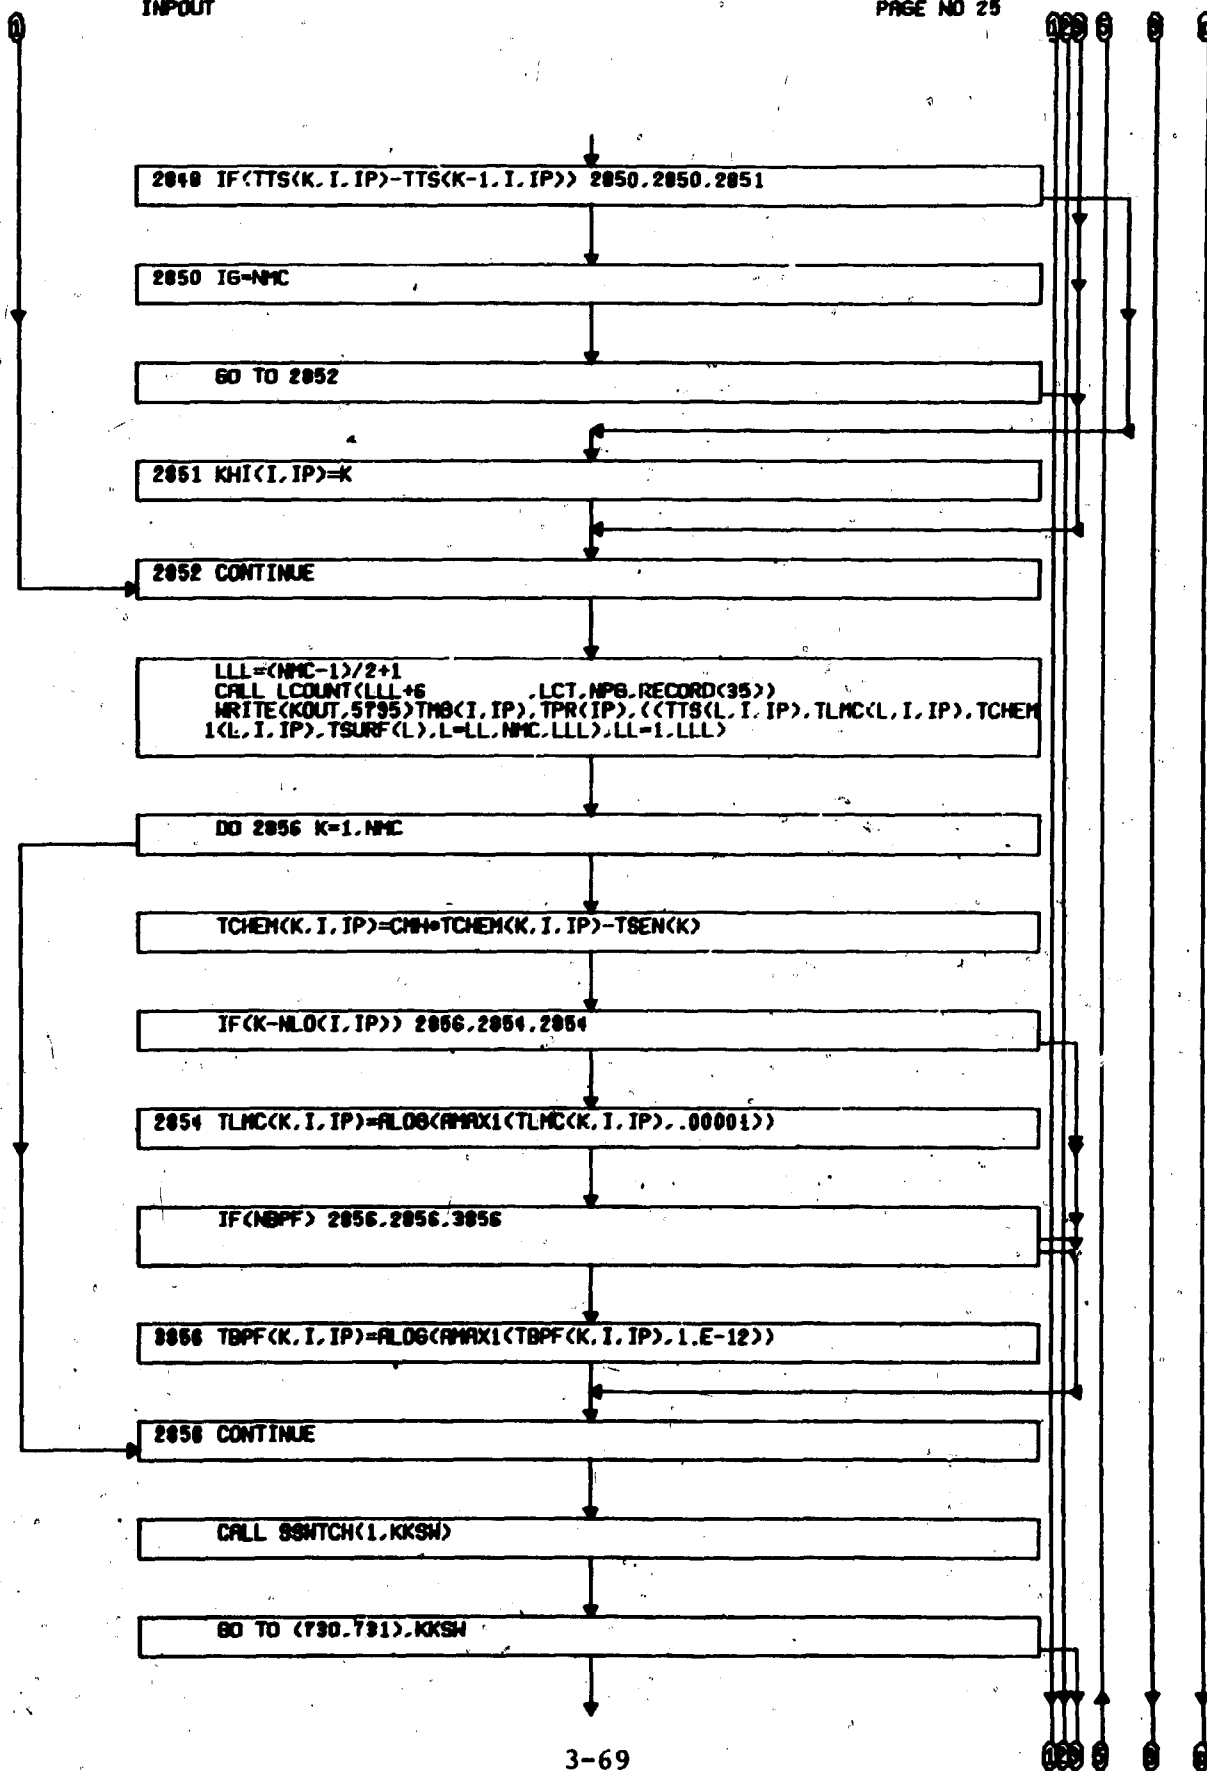 INPOUT
PAGE NO 25
2848 IF(TTS(K,I,IP)-TTS(K-1,I,IP)) 2850,2850,2851
2850 IG=NMC
GO TO 2852
2851 KHI(I,IP)=K
2852 CONTINUE
LLL=(NMC-1)/2+1
CALL LCOUNT(LLL+6 ,LCT,NPG,RECORD(35))
WRITE(KOUT,5795)TMG(I,IP),TPR(IP),((TTS(L,I,IP),TLMC(L,I,IP),TCHEM
1(L,I,IP),TSURF(L),L=LL,NMC,LLL),LL=1,LLL)
DO 2856 K=1,NMC
TCHEM(K,I,IP)=CMH*TCHEM(K,I,IP)-TSEN(K)
IF(K-NLO(I,IP)) 2856,2854,2854
2854 TLMC(K,I,IP)=ALOG(AMAX1(TLMC(K,I,IP),.00001))
IF(NBPF) 2856,2856,3856
3856 TBPF(K,I,IP)=ALOG(AMAX1(TBPF(K,I,IP),1.E-12))
2856 CONTINUE
CALL SSWTCH(1,KKSW)
GO TO (730,731),KKSW
3-69